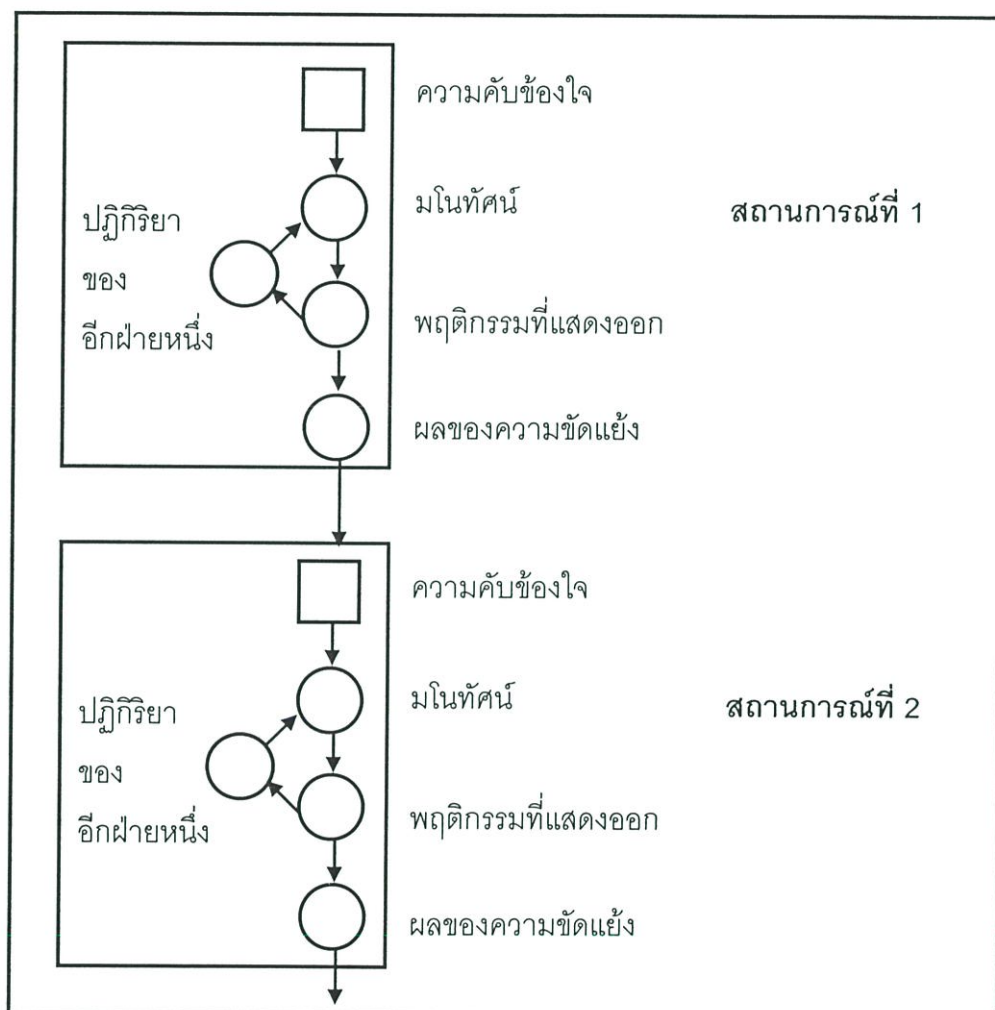 ความคับข้องใจ
มโนทัศน์
สถานการณ์ที่ 1
ปฏิกิริยา
ของ
อีกฝ่ายหนึ่ง
พฤติกรรมที่แสดงออก
ผลของความขัดแย้ง
ความคับข้องใจ
มโนทัศน์
สถานการณ์ที่ 2
ปฏิกิริยา
ของ
อีกฝ่ายหนึ่ง
พฤติกรรมที่แสดงออก
ผลของความขัดแย้ง